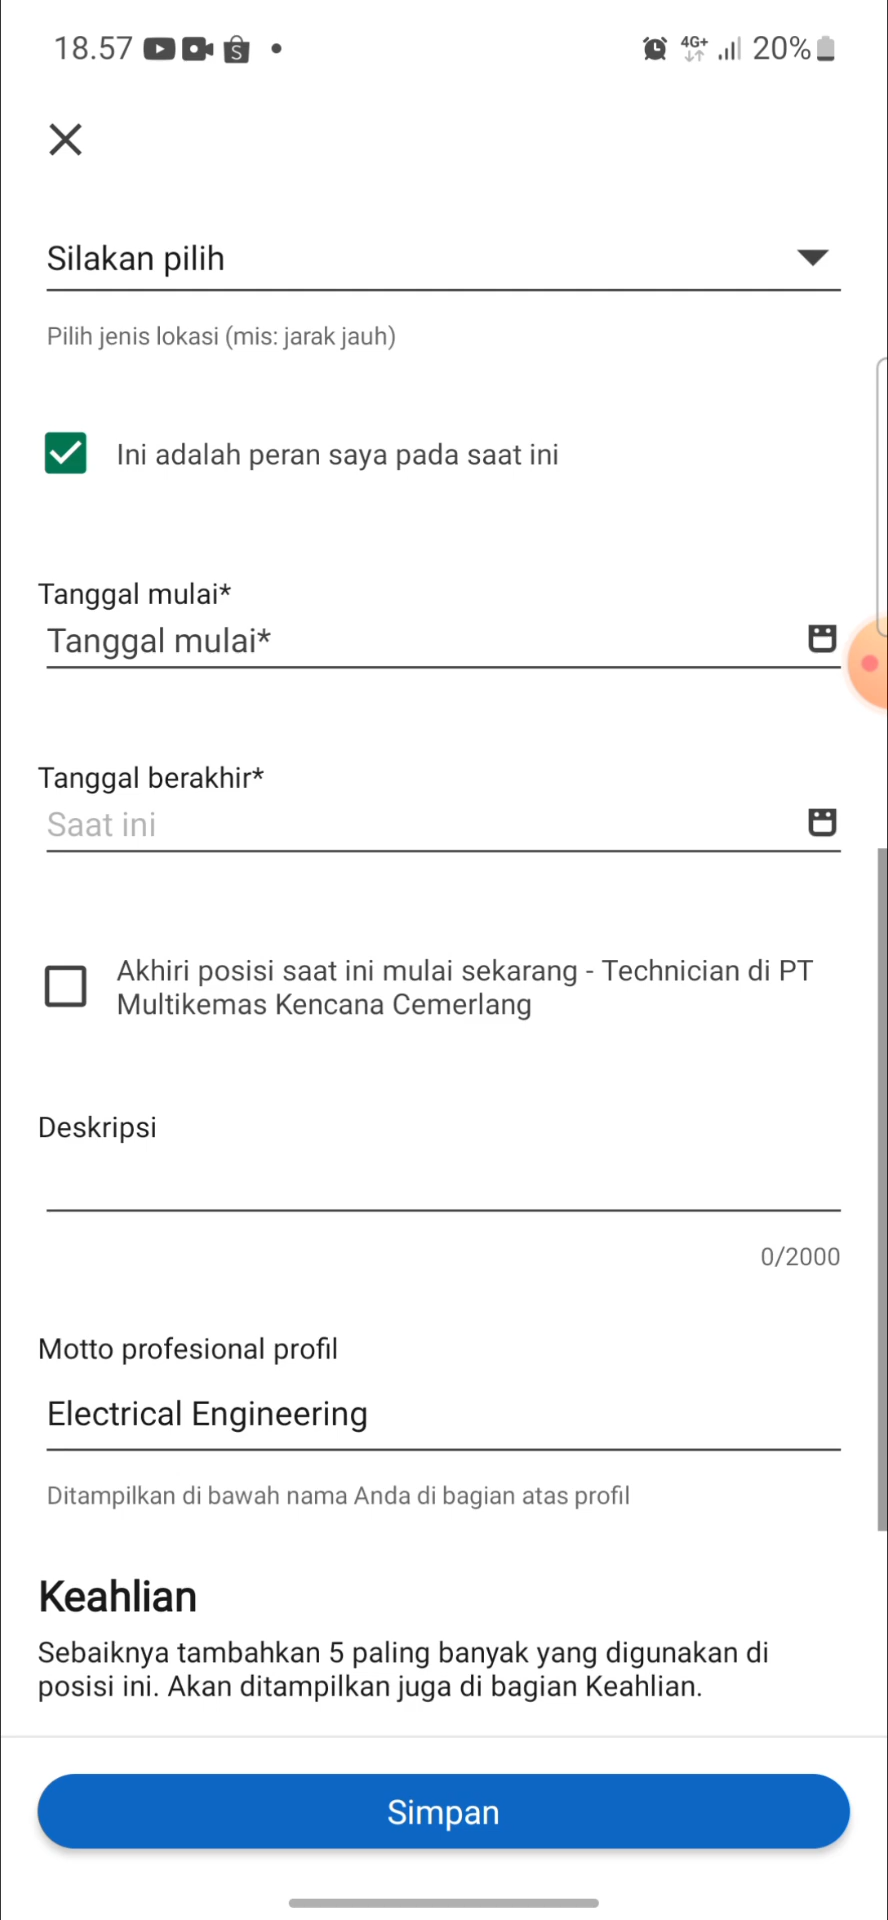 18.57
4G+
20%
Silakan pilih
Pilih jenis lokasi (mis: jarak jauh)
Ini adalah peran saya pada saat ini
Tanggal mulai*
Tanggal mulai*
Tanggal berakhir*
Saat ini
Akhiri posisi saat ini mulai sekarang - Technician di PT
Multikemas Kencana Cemerlang
Deskripsi
0/2000
Motto profesional profil
Electrical Engineering
Ditampilkan di bawah nama Anda di bagian atas profil
Keahlian
Sebaiknya tambahkan 5 paling banyak yang digunakan di
posisi ini. Akan ditampilkan juga di bagian Keahlian.
Simpan